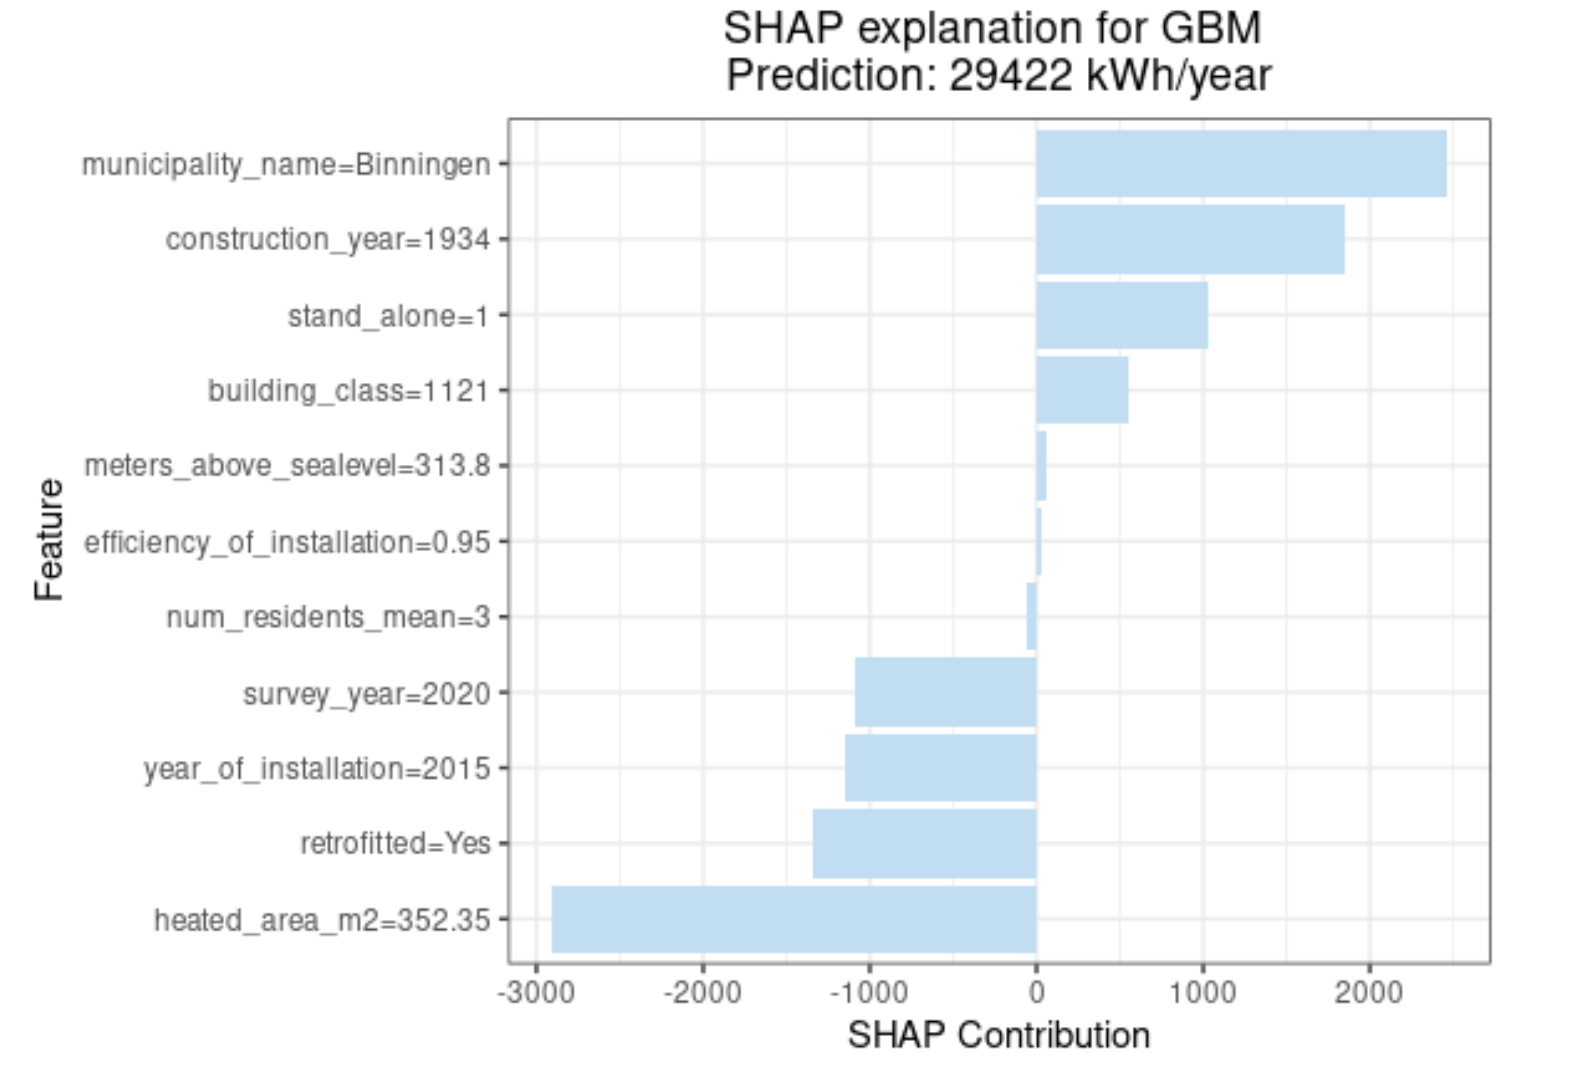 SHAP explanation for GBM
Prediction: 29422 kWh/year
municipality_name=Binningen
construction_year=1934
stand_alone=1
building_class=1121
meters_above_sealevel=313.8
efficiency_of_installation=0.95
num_residents_mean=3
survey_year=2020
year_of_installation=2015
retrofitted=Yes
heated_area_m2=352.35
Feature
-3000 -2000 -1000 0 1000 2000
SHAP Contribution